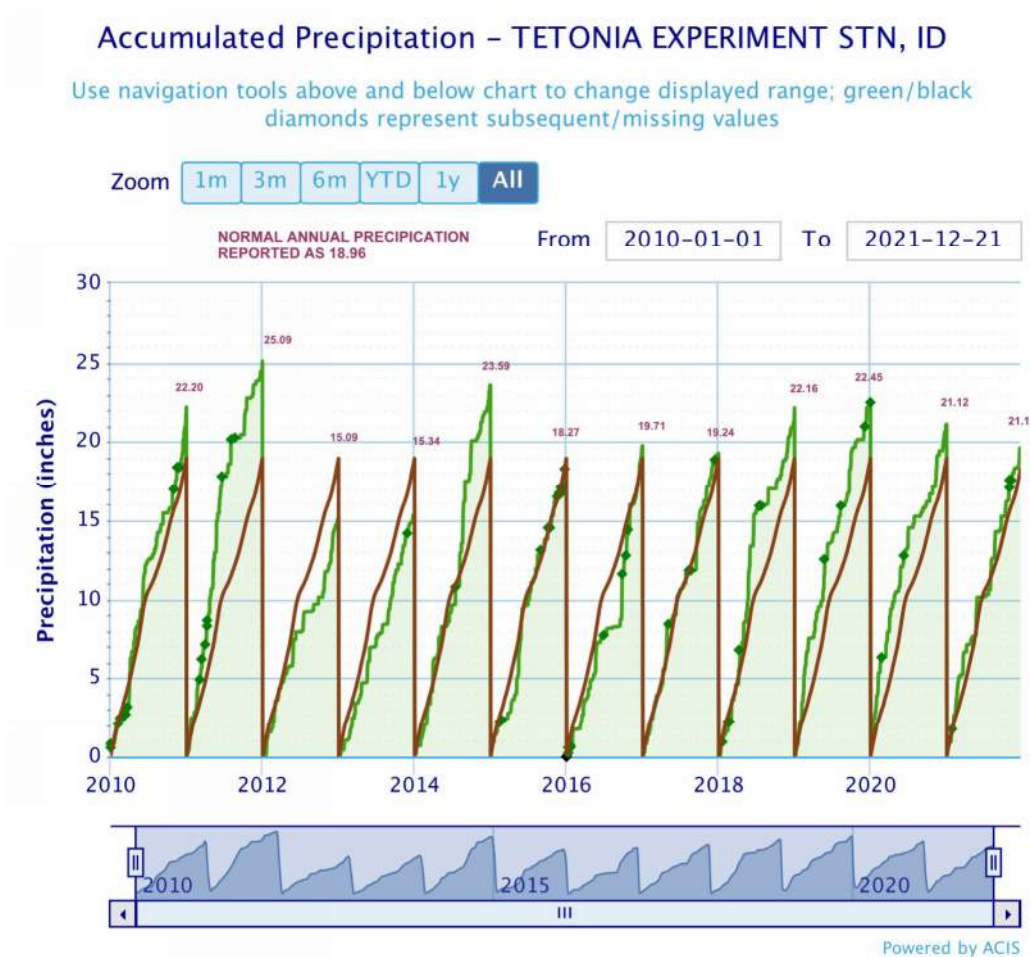 Accumulated Precipitation – TETONIA EXPERIMENT STN, ID
Use navigation tools above and below chart to change displayed range; green/black
diamonds represent subsequent/missing values
Zoom 1m 3m 6m YTD 1y All
NORMAL ANNUAL PRECIPICATION
REPORTED AS 18.96
From 2010-01-01 To 2021-12-21
Precipitation (inches)
30
25
20
15
10
5
0
22.20
25.09
15.09
15.34
23.59
18.27
19.71
19.24
22.16
22.45
21.12
21.1
2010 2012 2014 2016 2018 2020
2010 2015 2020
Powered by ACIS